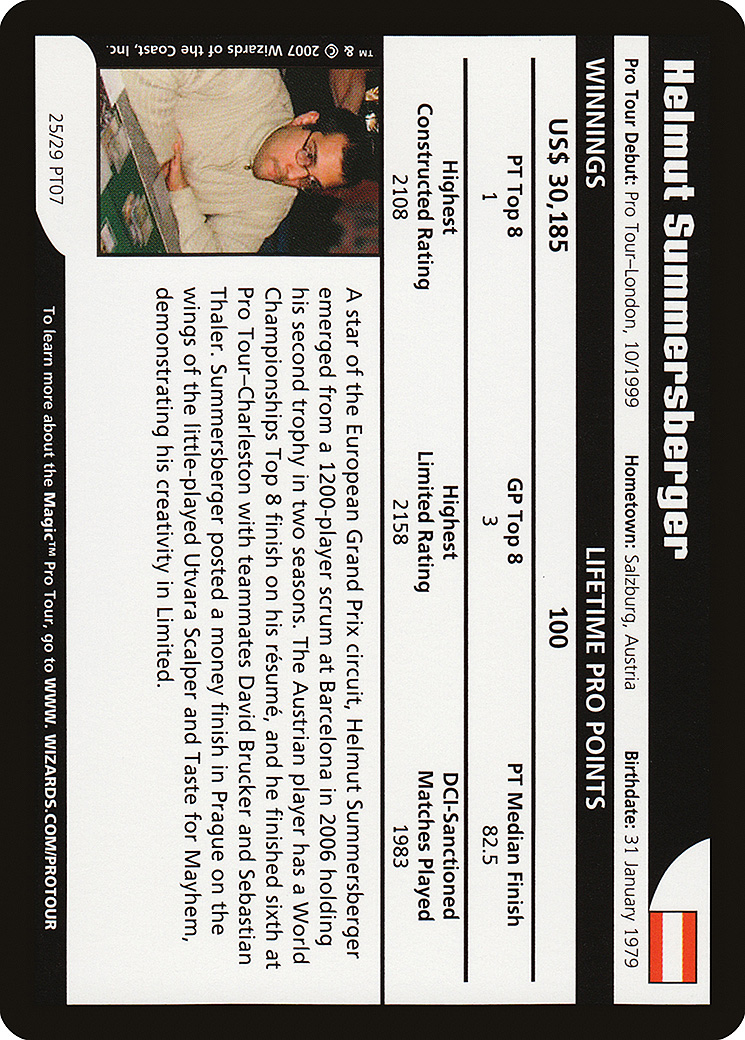 Helmut Summersberger
Pro Tour Debut: Pro Tour–London, 10/1999 Hometown: Salzburg, Austria Birthdate: 31 January 1979
WINNINGS LIFETIME PRO POINTS
US$ 30,185 100
PT Top 8 GP Top 8 PT Median Finish
1 3 82.5
Highest Highest DCI-Sanctioned
Constructed Rating Limited Rating Matches Played
2108 2158 1983
™ & © 2007 Wizards of the Coast, Inc.
A star of the European Grand Prix circuit, Helmut Summersberger
emerged from a 1200-player scrum at Barcelona in 2006 holding
his second trophy in two seasons. The Austrian player has a World
Championships Top 8 finish on his résumé, and he finished sixth at
Pro Tour–Charleston with teammates David Brucker and Sebastian
Thaler. Summersberger posted a money finish in Prague on the
wings of the little-played Utvara Scalper and Taste for Mayhem,
demonstrating his creativity in Limited.
25/29 PT07
To learn more about the Magic™ Pro Tour, go to WWW. WIZARDS.COM/PROTOUR